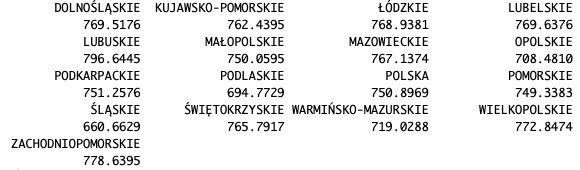 DOLNOŚLĄSKIE KUJAWSKO-POMORSKIE ŁÓDZKIE LUBELSKIE
769.5176 762.4395 768.9381 769.6376
LUBUSKIE MAŁOPOLSKIE MAZOWIECKIE OPOLSKIE
796.6445 750.0595 767.1374 708.4810
PODKARPACKIE PODLASKIE POLSKA POMORSKIE
751.2576 694.7729 750.8969 749.3383
ŚLĄSKIE ŚWIĘTOKRZYSKIE WARMIŃSKO-MAZURSKIE WIELKOPOLSKIE
660.6629 765.7917 719.0288 772.8474
ZACHODNIOPOMORSKIE
778.6395